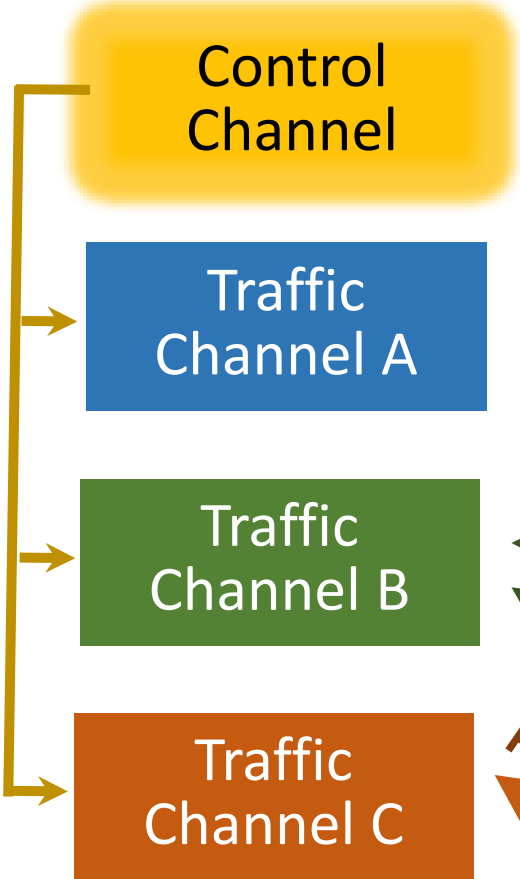 Control
Channel
Traffic
Channel A
Traffic
Channel B
Traffic
Channel C